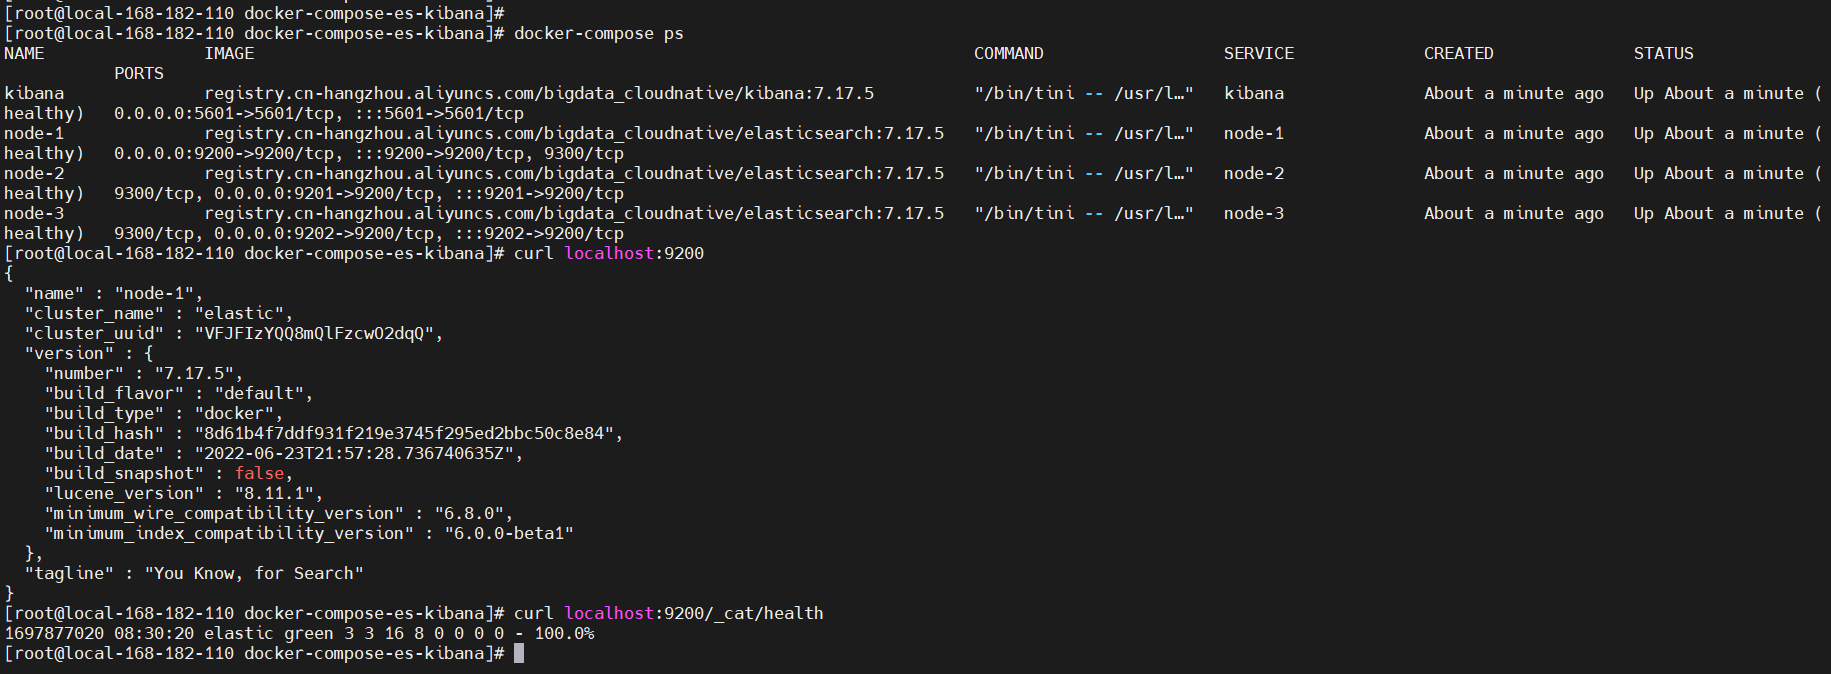 [root@local-168-182-110 docker-compose-es-kibana]#
[root@local-168-182-110 docker-compose-es-kibana]# docker-compose ps
NAME                IMAGE                                                                        COMMAND                  SERVICE             CREATED              STATUS
           PORTS
kibana              registry.cn-hangzhou.aliyuncs.com/bigdata_cloudnative/kibana:7.17.5          "/bin/tini -- /usr/l…"   kibana              About a minute ago   Up About a minute (
healthy)   0.0.0.0:5601->5601/tcp, :::5601->5601/tcp
node-1              registry.cn-hangzhou.aliyuncs.com/bigdata_cloudnative/elasticsearch:7.17.5   "/bin/tini -- /usr/l…"   node-1              About a minute ago   Up About a minute (
healthy)   0.0.0.0:9200->9200/tcp, :::9200->9200/tcp, 9300/tcp
node-2              registry.cn-hangzhou.aliyuncs.com/bigdata_cloudnative/elasticsearch:7.17.5   "/bin/tini -- /usr/l…"   node-2              About a minute ago   Up About a minute (
healthy)   9300/tcp, 0.0.0.0:9201->9200/tcp, :::9201->9200/tcp
node-3              registry.cn-hangzhou.aliyuncs.com/bigdata_cloudnative/elasticsearch:7.17.5   "/bin/tini -- /usr/l…"   node-3              About a minute ago   Up About a minute (
healthy)   9300/tcp, 0.0.0.0:9202->9200/tcp, :::9202->9200/tcp
[root@local-168-182-110 docker-compose-es-kibana]# curl localhost:9200
{
  "name" : "node-1",
  "cluster_name" : "elastic",
  "cluster_uuid" : "VFJFIzYQQ8mQlFzcwO2dqQ",
  "version" : {
    "number" : "7.17.5",
    "build_flavor" : "default",
    "build_type" : "docker",
    "build_hash" : "8d61b4f7ddf931f219e3745f295ed2bbc50c8e84",
    "build_date" : "2022-06-23T21:57:28.736740635Z",
    "build_snapshot" : false,
    "lucene_version" : "8.11.1",
    "minimum_wire_compatibility_version" : "6.8.0",
    "minimum_index_compatibility_version" : "6.0.0-beta1"
  },
  "tagline" : "You Know, for Search"
}
[root@local-168-182-110 docker-compose-es-kibana]# curl localhost:9200/_cat/health
1697877020 08:30:20 elastic green 3 3 16 8 0 0 0 0 - 100.0%
[root@local-168-182-110 docker-compose-es-kibana]#